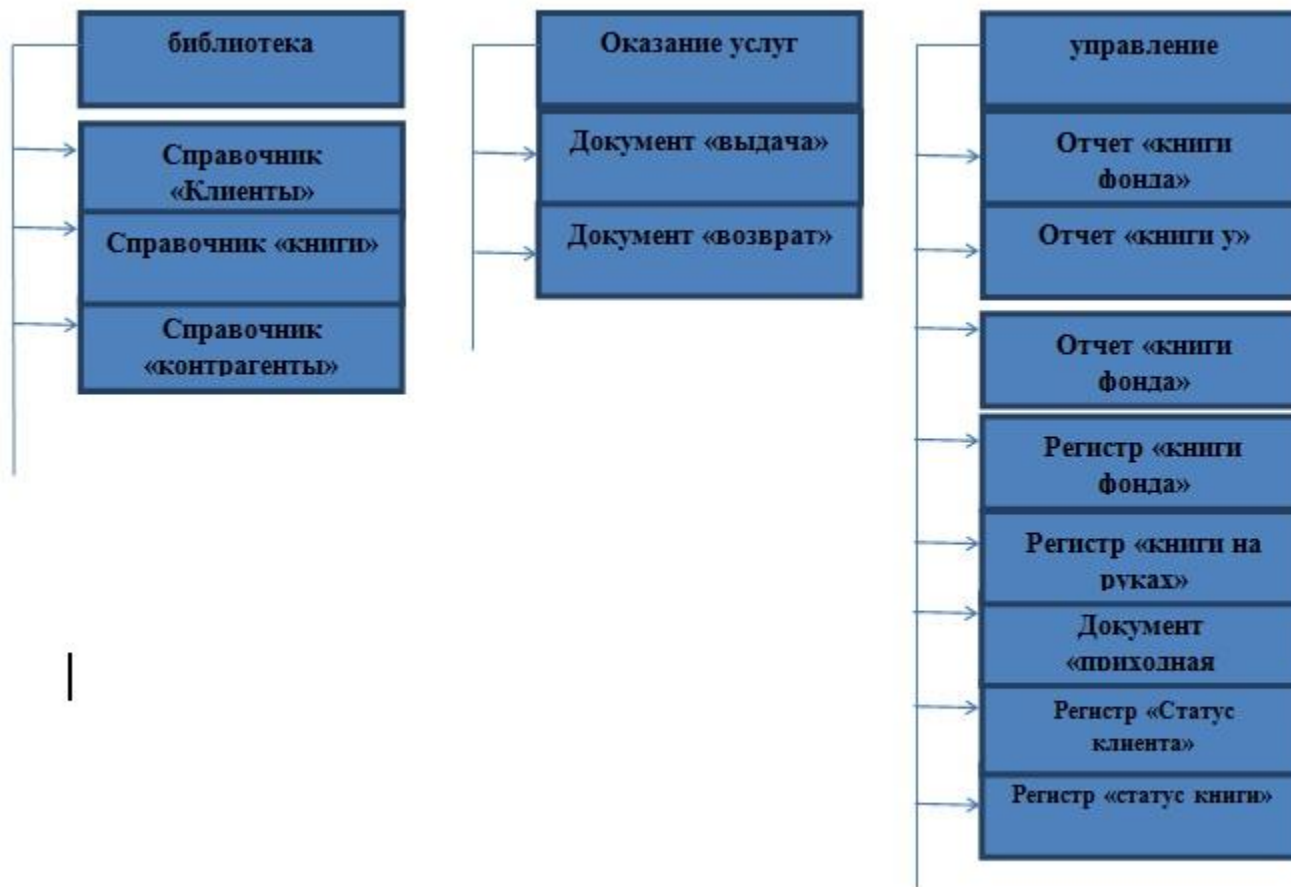 библиотека
Справочник
«Клиенты»
Справочник «книги»
Справочник
«контрагенты»
Оказание услуг
Документ «выдача»
Документ «возврат»
управление
Отчет «книги
фонда»
Отчет «книги у»
Отчет «книги
фонда»
Регистр «книги
фонда»
Регистр «книги на
руках»
Документ
«приходная
Регистр «Статус
клиента»
Регистр «статус книги»